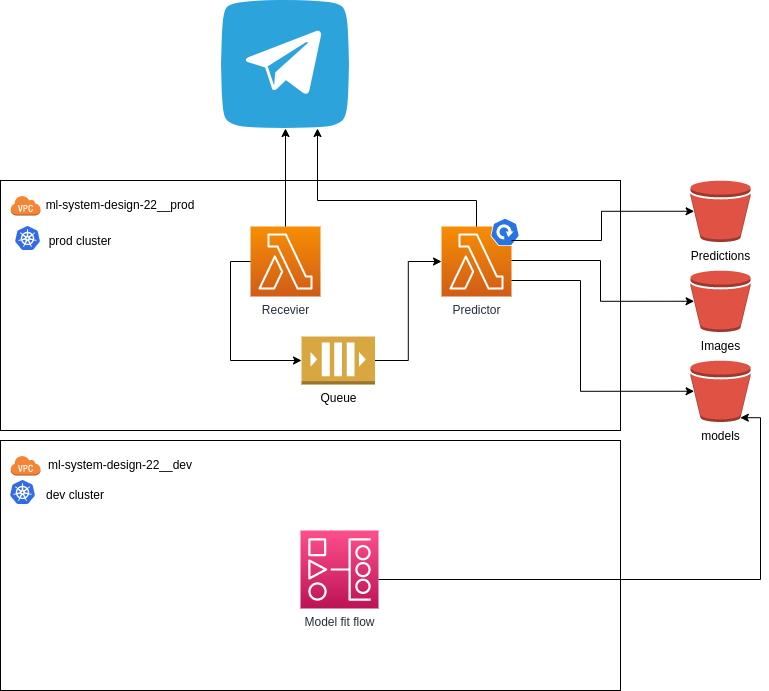 VPC
ml-system-design-22__prod
prod cluster
Recevier
Predictor
Queue
Predictions
Images
models
VPC
ml-system-design-22__dev
dev cluster
Model fit flow